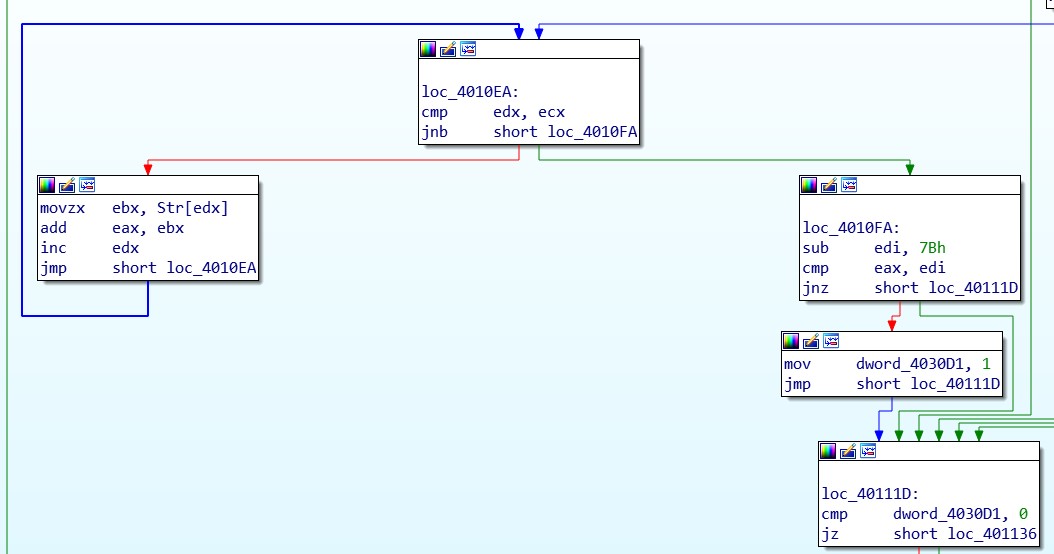 loc_4010EA:
cmp edx, ecx
jnb short loc_4010FA
movzx ebx, Str[edx]
add eax, ebx
inc edx
jmp short loc_4010EA
loc_4010FA:
sub edi, 7Bh
cmp eax, edi
jnz short loc_40111D
mov dword_4030D1, 1
jmp short loc_40111D
loc_40111D:
cmp dword_4030D1, 0
jz short loc_401136